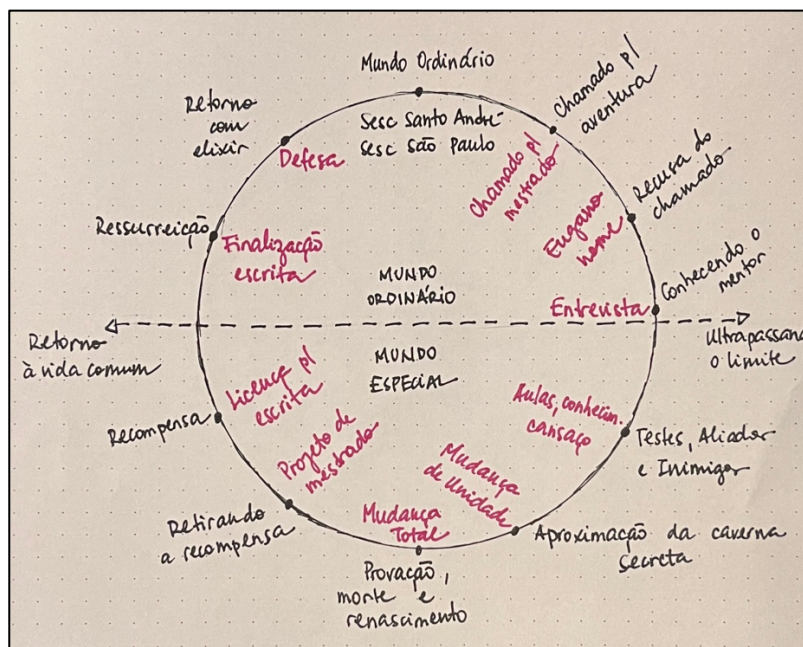 Mundo Ordinário
Sesc Santo André
Sesc São Paulo
Chamado p/
aventura
Chamado p/
mestrado
Recusa do
chamado
Engano
nome
Conhecendo o
mentor
Entrevista
MUNDO
ORDINÁRIO
Ultrapassand
o limite
MUNDO
ESPECIAL
Testes, Aliados
e Inimigos
Aulas, conhecim.
cansaço
Aproximação da caverna
secreta
Mudança
de Unidade
Provação,
morte e
renascimento
Mudança
Total
Retirando
a recompensa
Projeto de
mestrado
Recompensa
Licença p/
escrita
Retorno
à vida comum
Ressurreição
Finalização
escrita
Retorno
com
elixir
Defesa